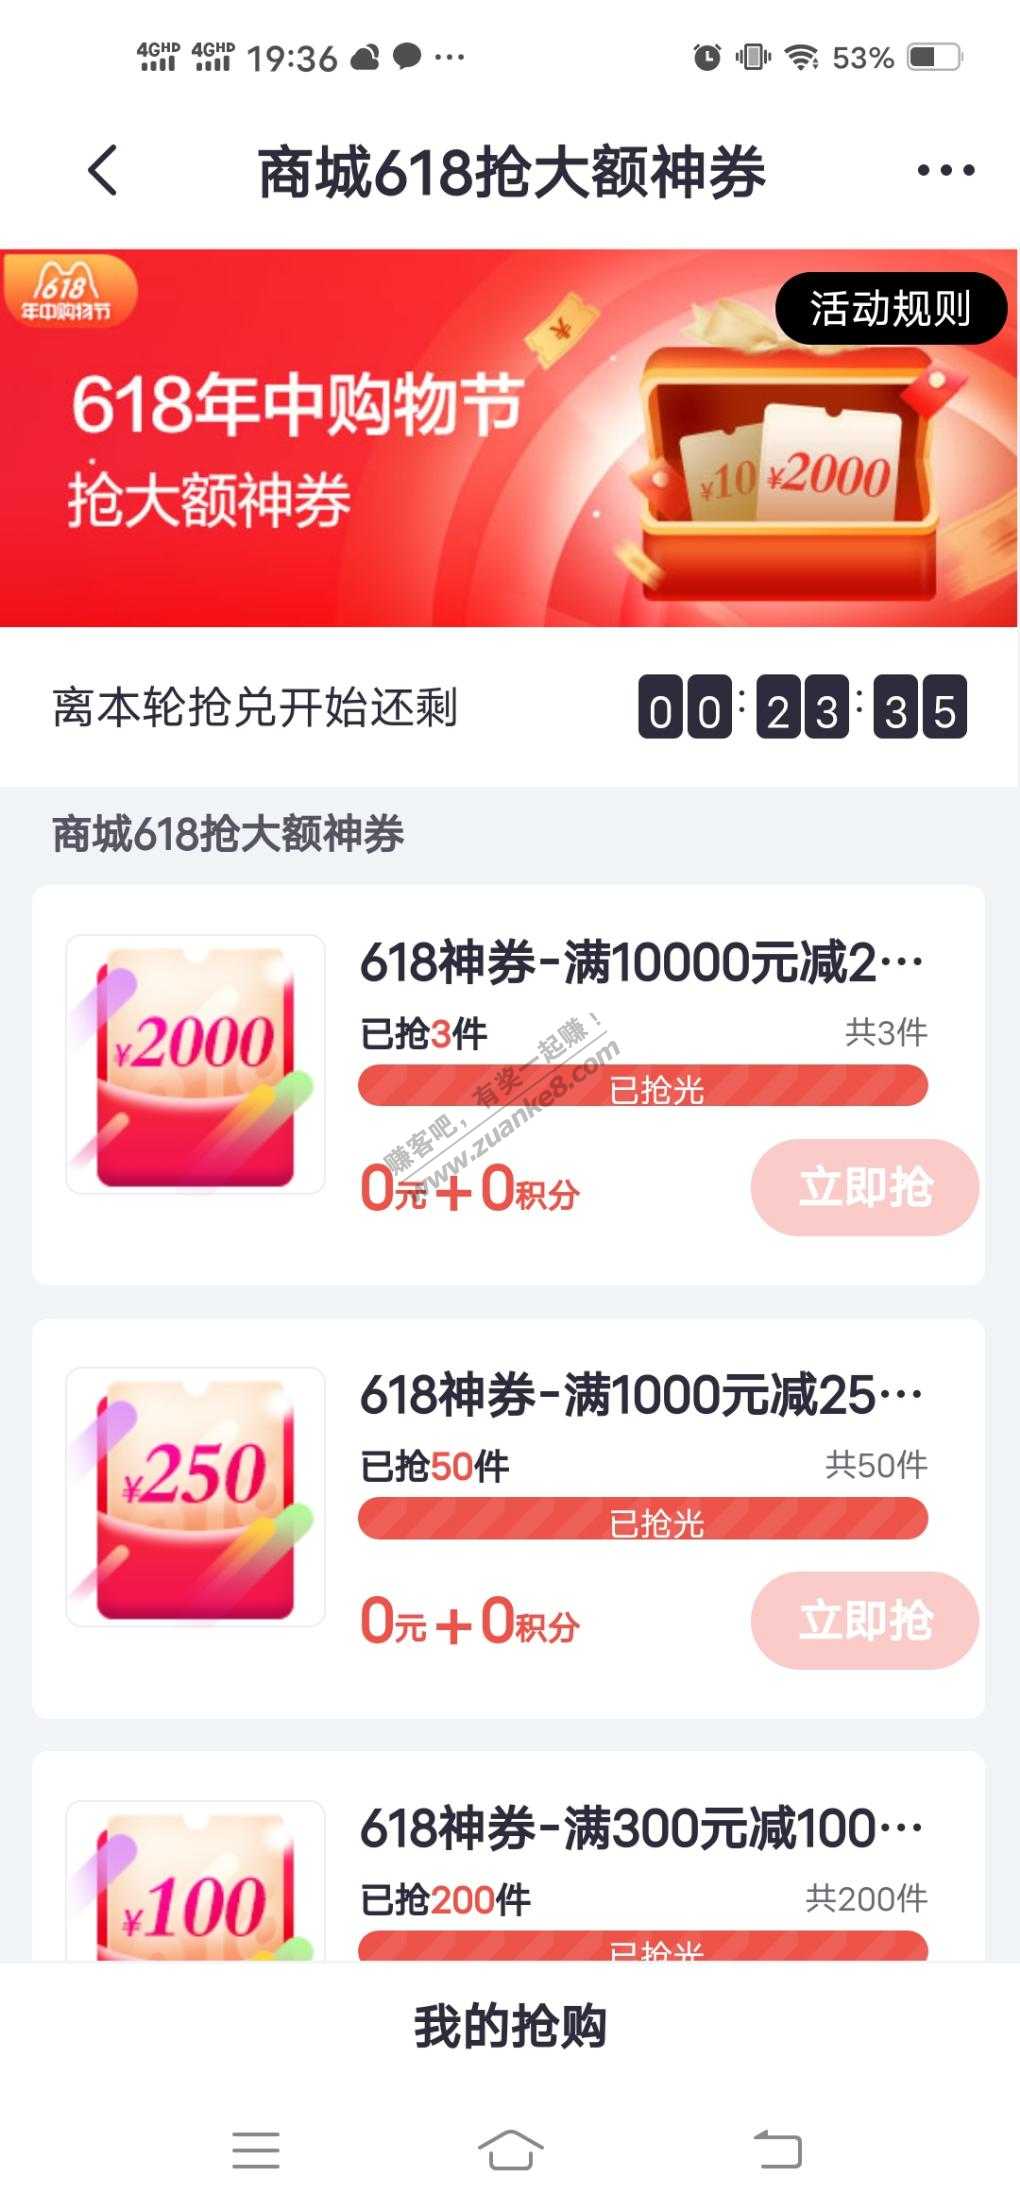 4GHD 4GHD 19:36 ··· 53%
商城618抢大额神券
618
年中购物节
活动规则
618年中购物节
抢大额神券
¥10 ¥2000
离本轮抢兑开始还剩 00:23:35
商城618抢大额神券
618神券-满10000元减2···
¥2000
已抢3件 共3件
已抢光
0元+0积分 立即抢
赚客吧，有奖一起赚！
www.zuanke8.com
618神券-满1000元减25···
¥250
已抢50件 共50件
已抢光
0元+0积分 立即抢
618神券-满300元减100···
¥100
已抢200件 共200件
已抢光
我的抢购